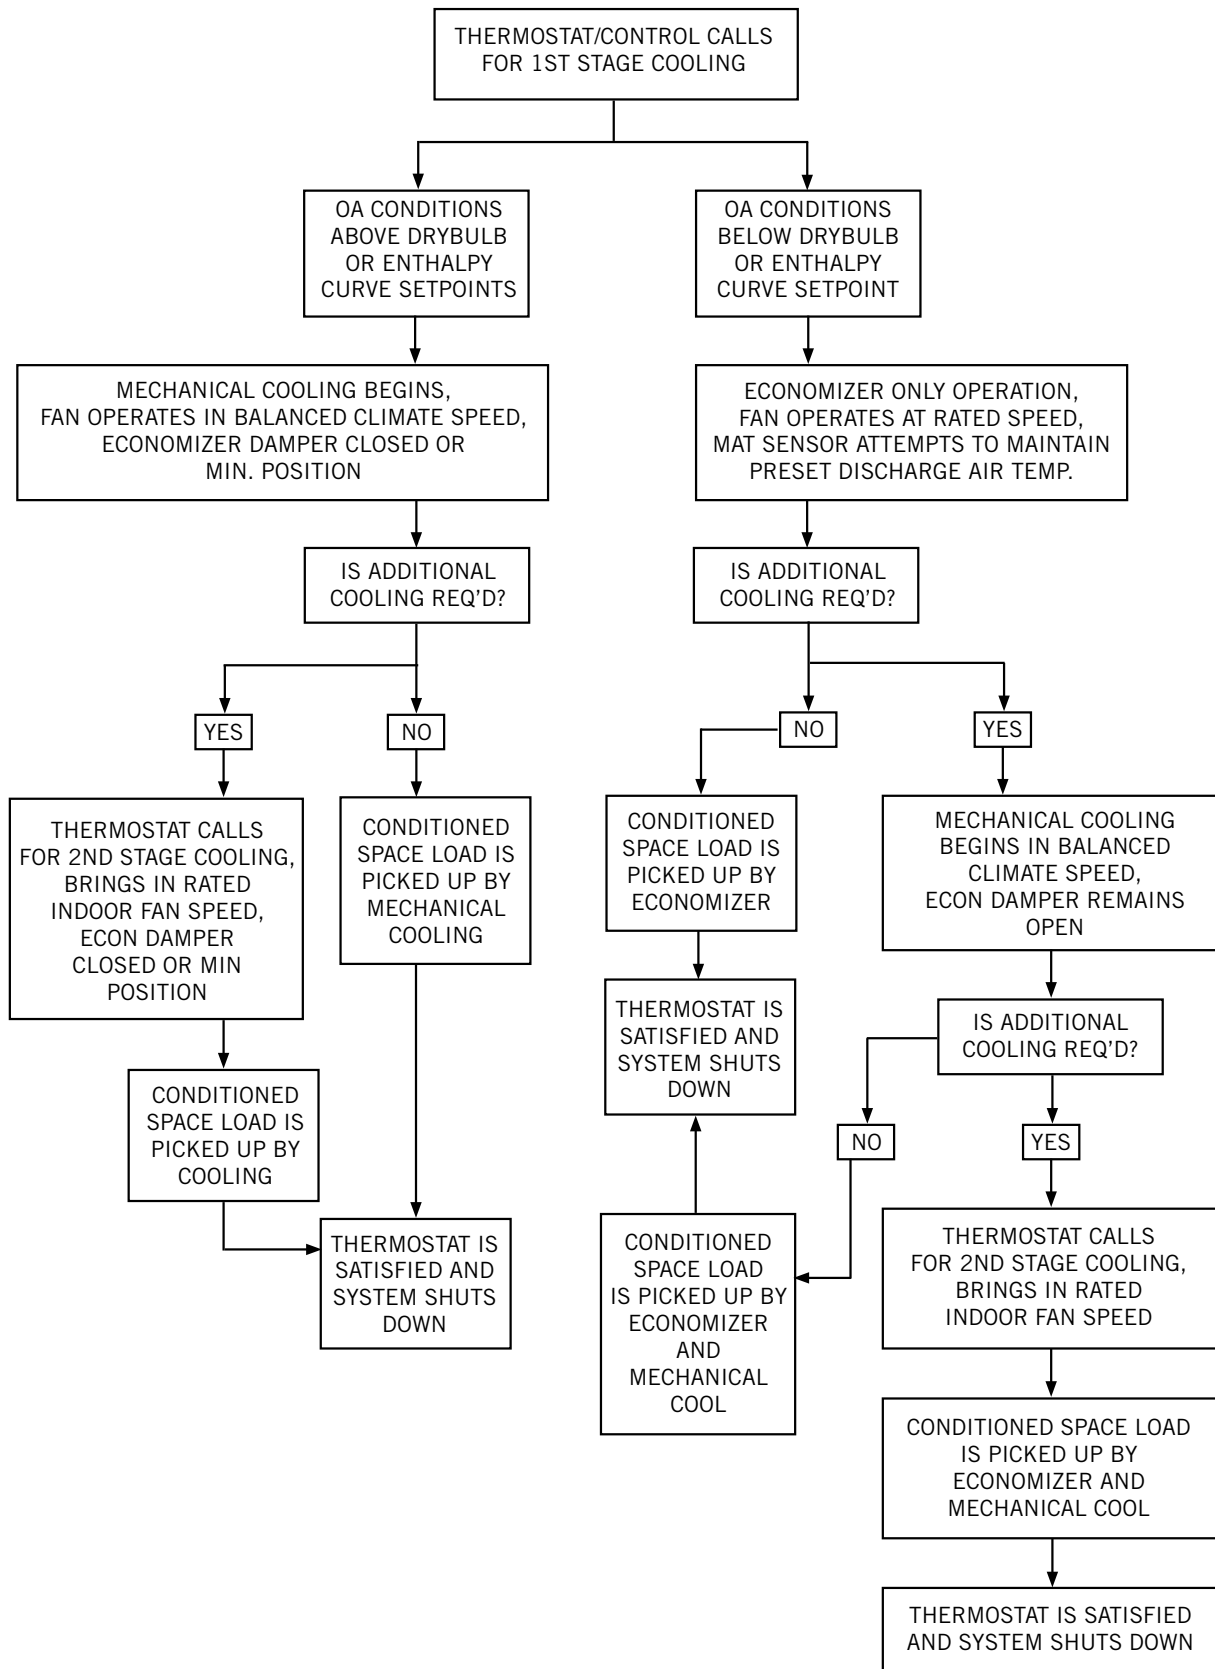 THERMOSTAT/CONTROL CALLS
FOR 1ST STAGE COOLING
OA CONDITIONS
ABOVE DRYBULB
OR ENTHALPY
CURVE SETPOINTS
OA CONDITIONS
BELOW DRYBULB
OR ENTHALPY
CURVE SETPOINT
MECHANICAL COOLING BEGINS,
FAN OPERATES IN BALANCED CLIMATE SPEED,
ECONOMIZER DAMPER CLOSED OR
MIN. POSITION
ECONOMIZER ONLY OPERATION,
FAN OPERATES AT RATED SPEED,
MAT SENSOR ATTEMPTS TO MAINTAIN
PRESET DISCHARGE AIR TEMP.
IS ADDITIONAL
COOLING REQ’D?
IS ADDITIONAL
COOLING REQ’D?
YES
NO
NO
YES
THERMOSTAT CALLS
FOR 2ND STAGE COOLING,
BRINGS IN RATED
INDOOR FAN SPEED,
ECON DAMPER
CLOSED OR MIN
POSITION
CONDITIONED
SPACE LOAD IS
PICKED UP BY
MECHANICAL
COOLING
CONDITIONED
SPACE LOAD IS
PICKED UP BY
ECONOMIZER
MECHANICAL COOLING
BEGINS IN BALANCED
CLIMATE SPEED,
ECON DAMPER REMAINS
OPEN
THERMOSTAT IS
SATISFIED AND
SYSTEM SHUTS
DOWN
IS ADDITIONAL
COOLING REQ’D?
CONDITIONED
SPACE LOAD IS
PICKED UP BY
COOLING
NO
YES
THERMOSTAT IS
SATISFIED AND
SYSTEM SHUTS
DOWN
CONDITIONED
SPACE LOAD
IS PICKED UP BY
ECONOMIZER
AND
MECHANICAL
COOL
THERMOSTAT CALLS
FOR 2ND STAGE COOLING,
BRINGS IN RATED
INDOOR FAN SPEED
CONDITIONED SPACE LOAD
IS PICKED UP BY
ECONOMIZER AND
MECHANICAL COOL
THERMOSTAT IS SATISFIED
AND SYSTEM SHUTS DOWN